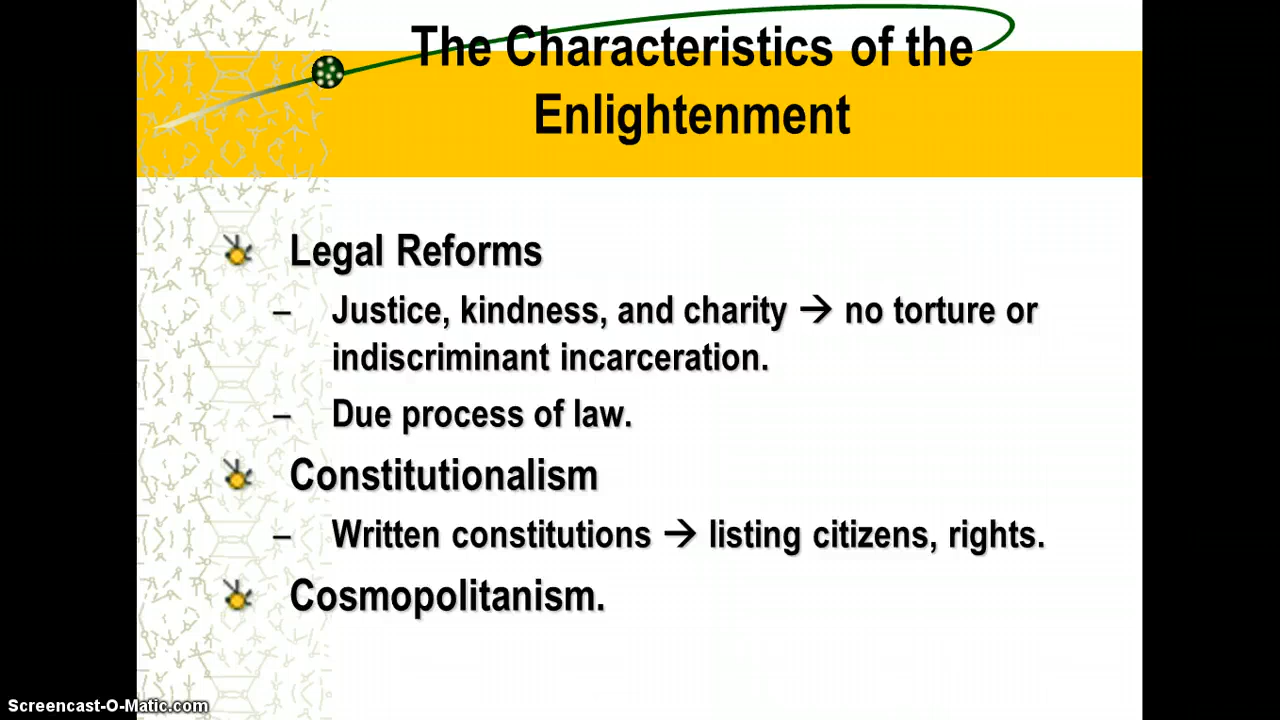 The Characteristics of the
Enlightenment
Legal Reforms
– Justice, kindness, and charity → no torture or
indiscriminant incarceration.
– Due process of law.
Constitutionalism
– Written constitutions → listing citizens, rights.
Cosmopolitanism.
Screencast-O-Matic.com